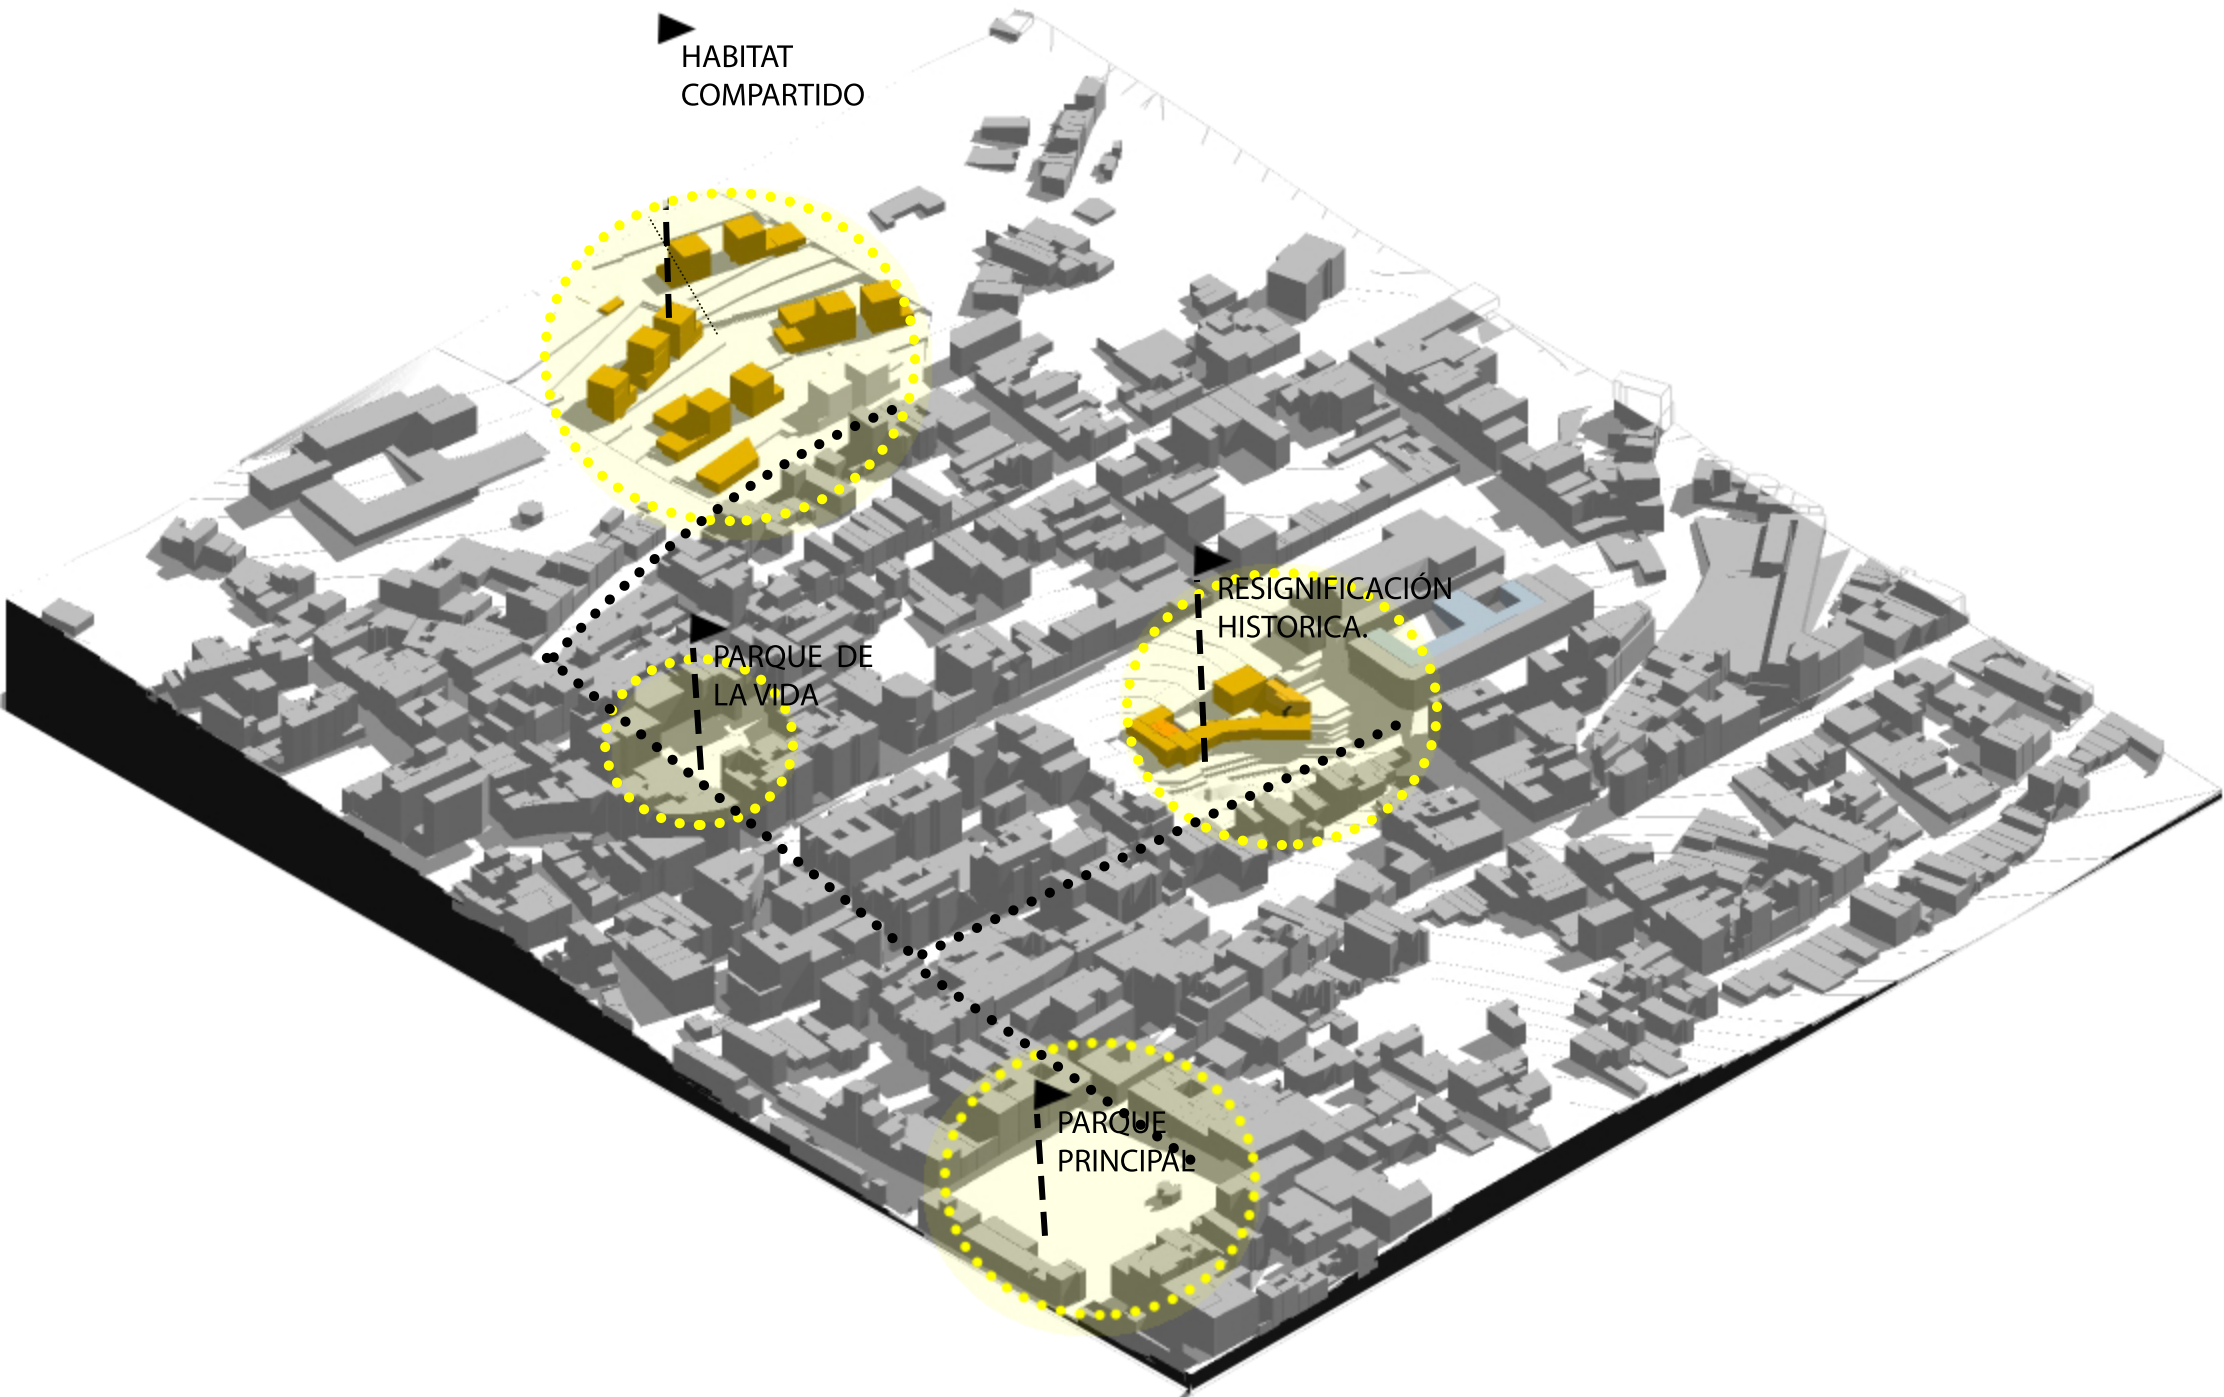 HABITAT
COMPARTIDO
RESIGNIFICACIÓN
HISTORICA.
PARQUE DE
LA VIDA
PARQUE
PRINCIPAL